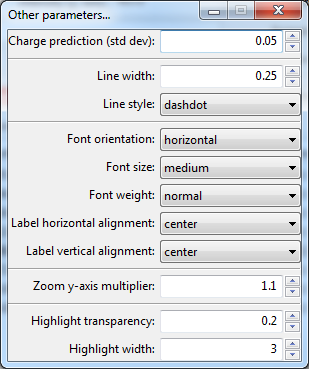 Other parameters...
Charge prediction (std dev): 0.05
Line width: 0.25
Line style: dashdot
Font orientation: horizontal
Font size: medium
Font weight: normal
Label horizontal alignment: center
Label vertical alignment: center
Zoom y-axis multiplier: 1.1
Highlight transparency: 0.2
Highlight width: 3